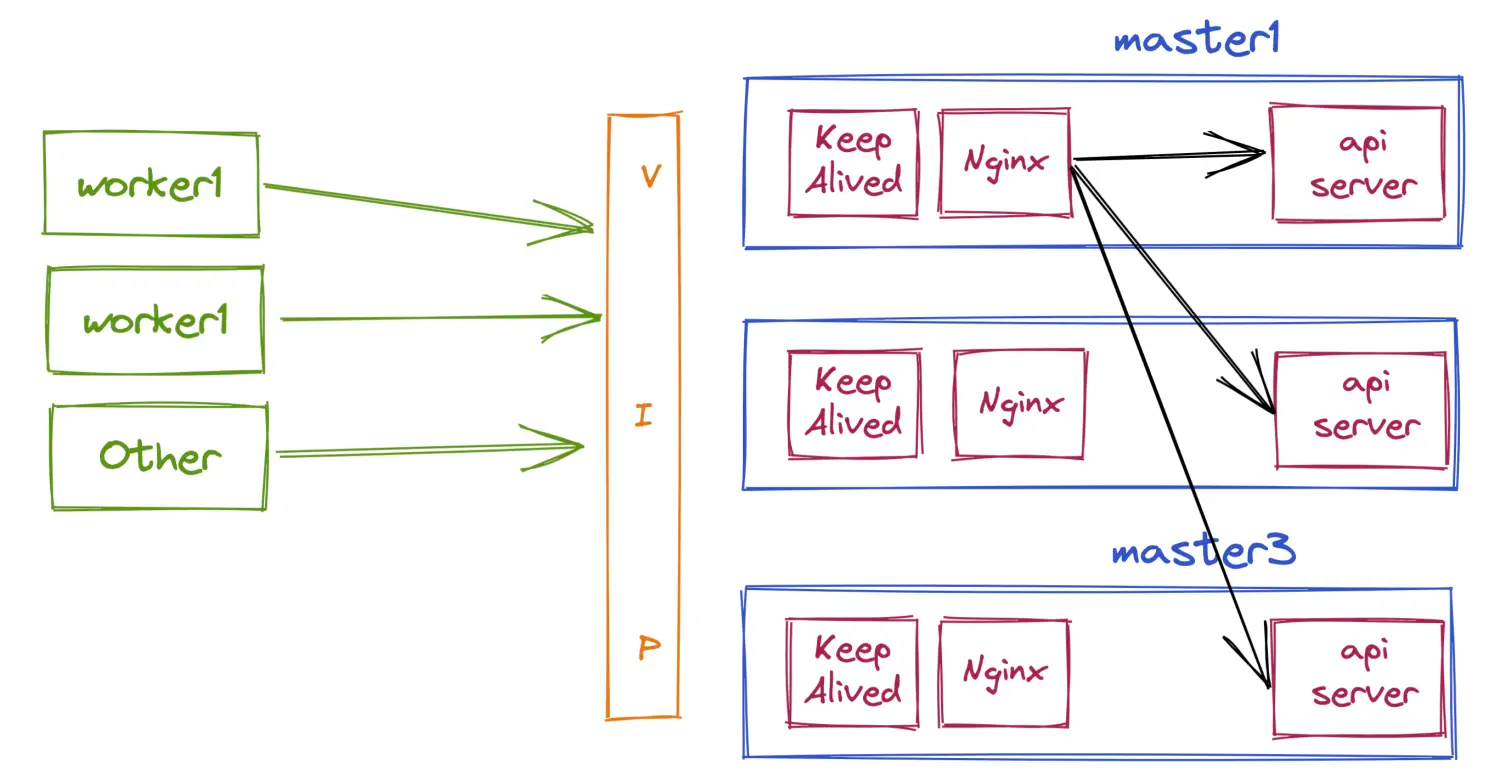 worker1
worker1
Other
V
I
P
master1
Keep
Alived
Nginx
api
server
Keep
Alived
Nginx
api
server
master3
Keep
Alived
Nginx
api
server